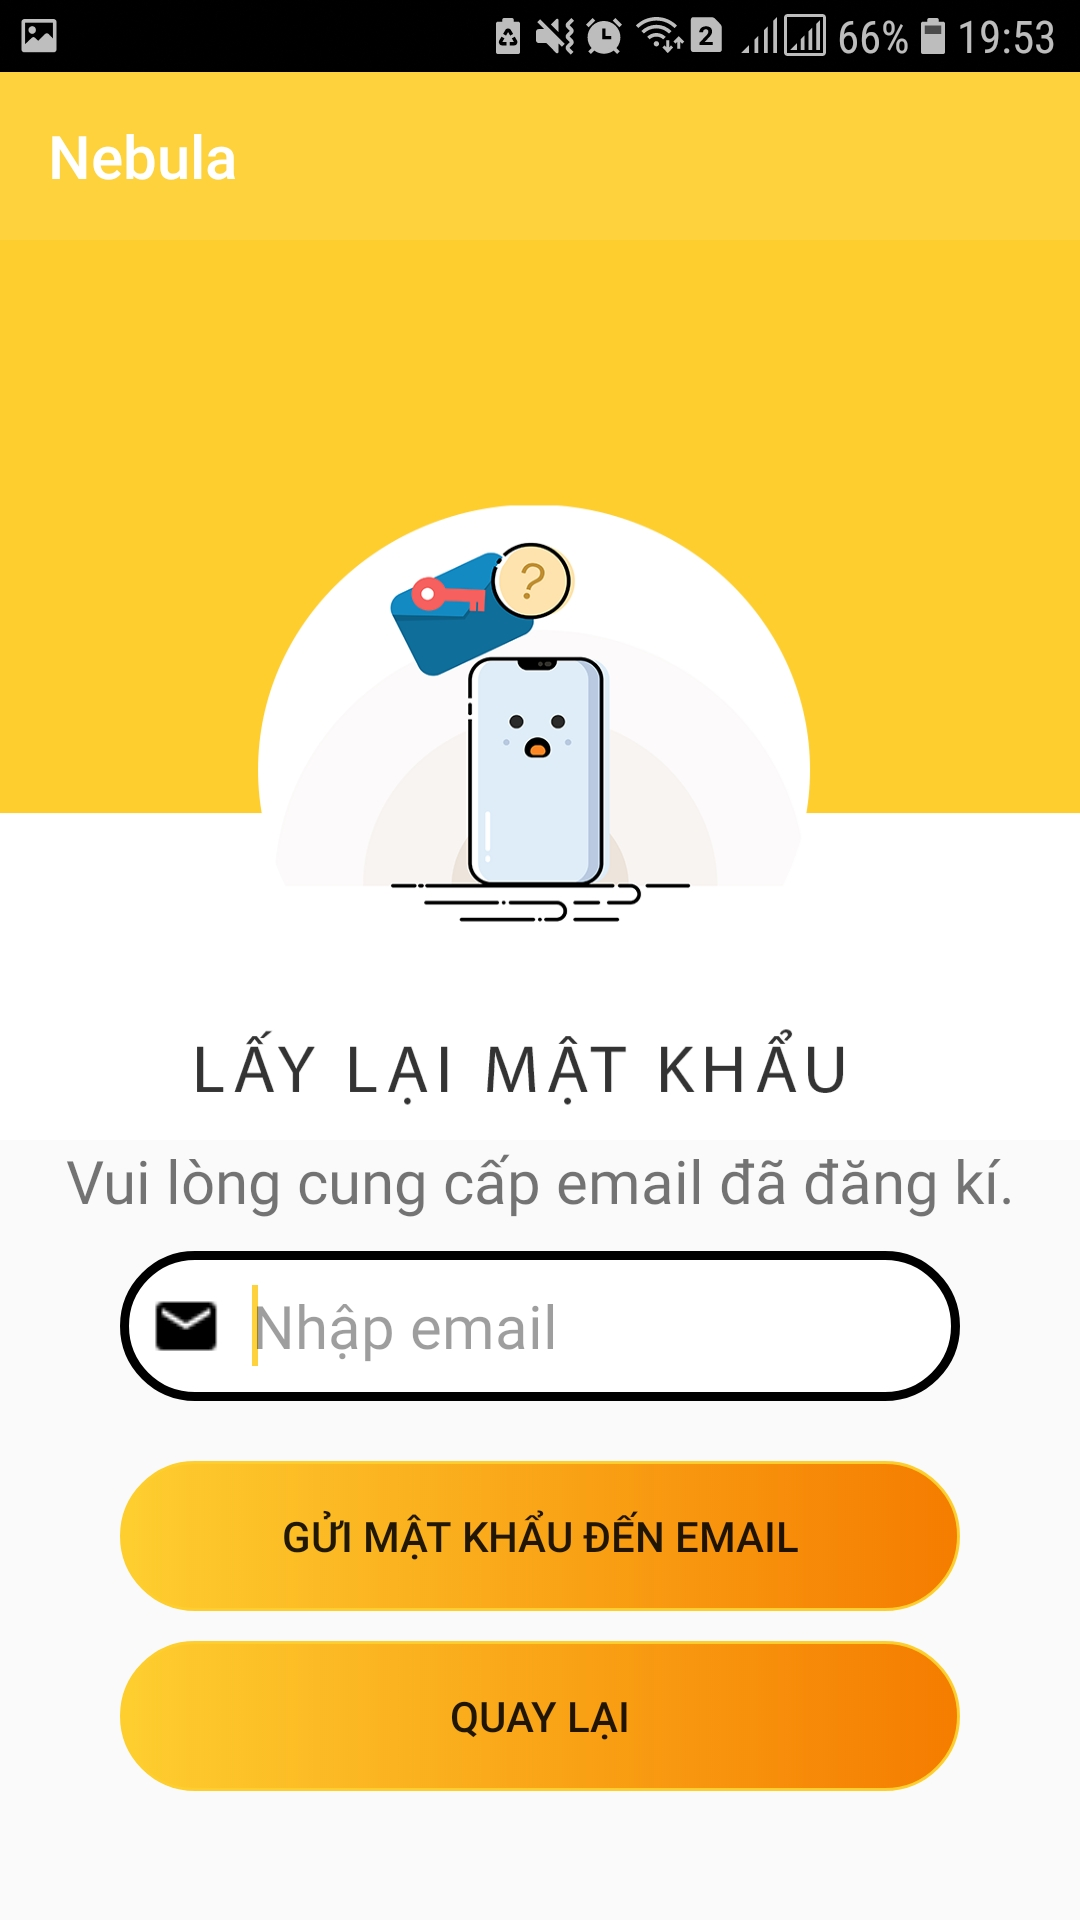 2 66% 19:53
Nebula
?
LẤY LẠI MẬT KHẨU
Vui lòng cung cấp email đã đăng kí.
Nhập email
GỬI MẬT KHẨU ĐẾN EMAIL
QUAY LẠI